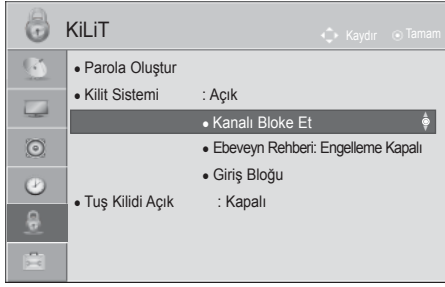 KiLiT
Kaydır Tamam
• Parola Oluştur
• Kilit Sistemi : Açık
• Kanalı Bloke Et
• Ebeveyn Rehberi: Engelleme Kapalı
• Giriş Bloğu
• Tuş Kilidi Açık : Kapalı